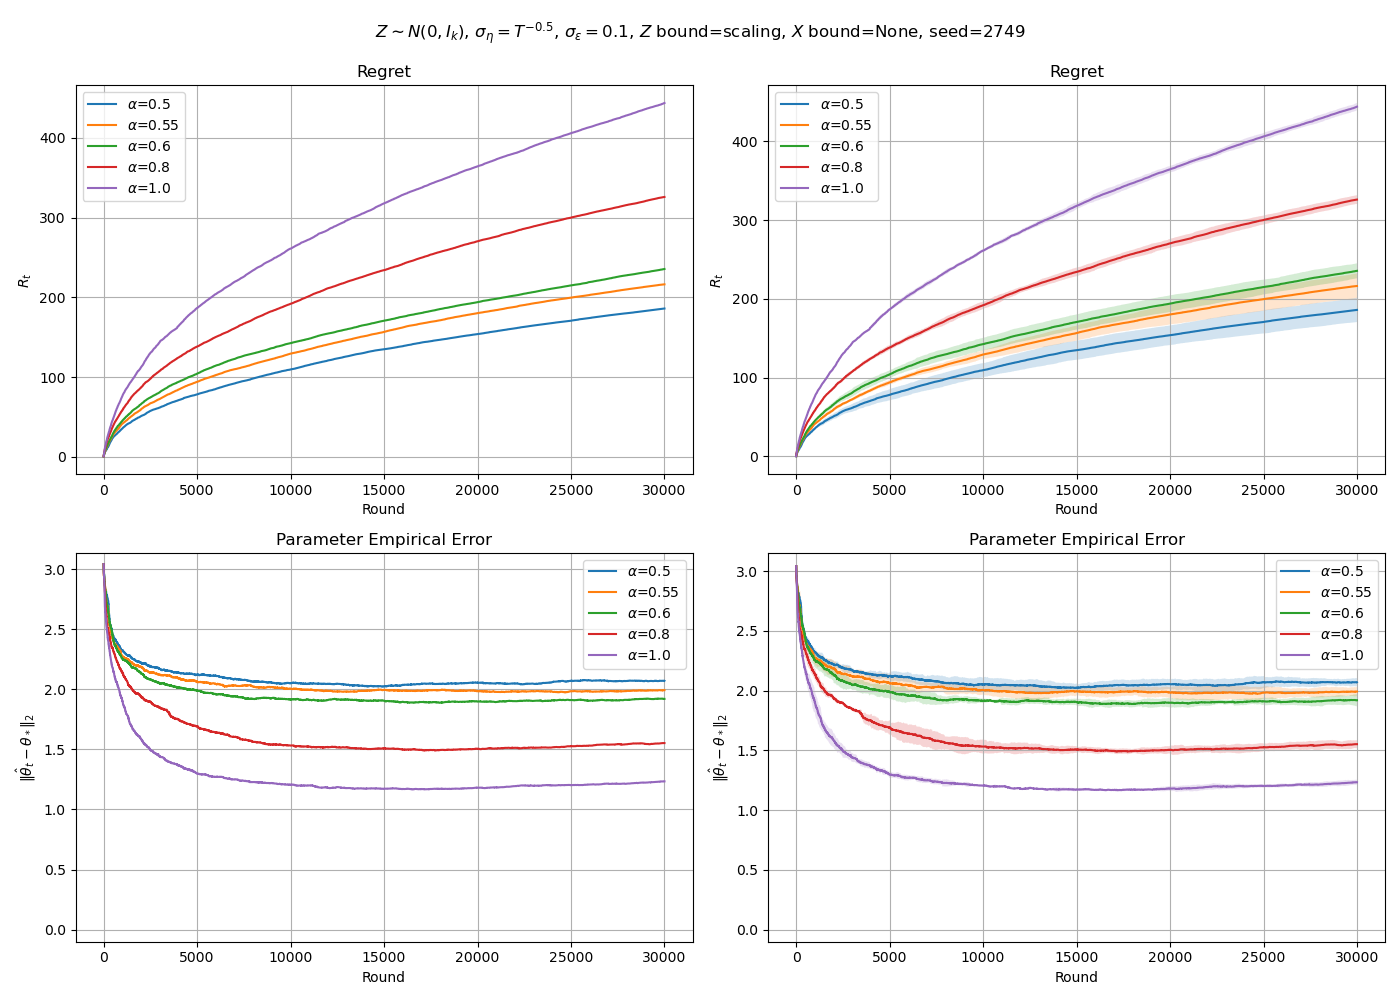 Z ~ N(0, I_k), σ_η = T^{−0.5}, σ_ε = 0.1, Z bound=scaling, X bound=None, seed=2749
Regret
α=0.5
α=0.55
α=0.6
α=0.8
α=1.0
400
300
200
100
0
R_t
0 5000 10000 15000 20000 25000 30000
Round
Regret
α=0.5
α=0.55
α=0.6
α=0.8
α=1.0
400
300
200
100
0
R_t
0 5000 10000 15000 20000 25000 30000
Round
Parameter Empirical Error
α=0.5
α=0.55
α=0.6
α=0.8
α=1.0
3.0
2.5
2.0
1.5
1.0
0.5
0.0
‖θ̂_t − θ_*‖_2
0 5000 10000 15000 20000 25000 30000
Round
Parameter Empirical Error
α=0.5
α=0.55
α=0.6
α=0.8
α=1.0
3.0
2.5
2.0
1.5
1.0
0.5
0.0
‖θ̂_t − θ_*‖_2
0 5000 10000 15000 20000 25000 30000
Round